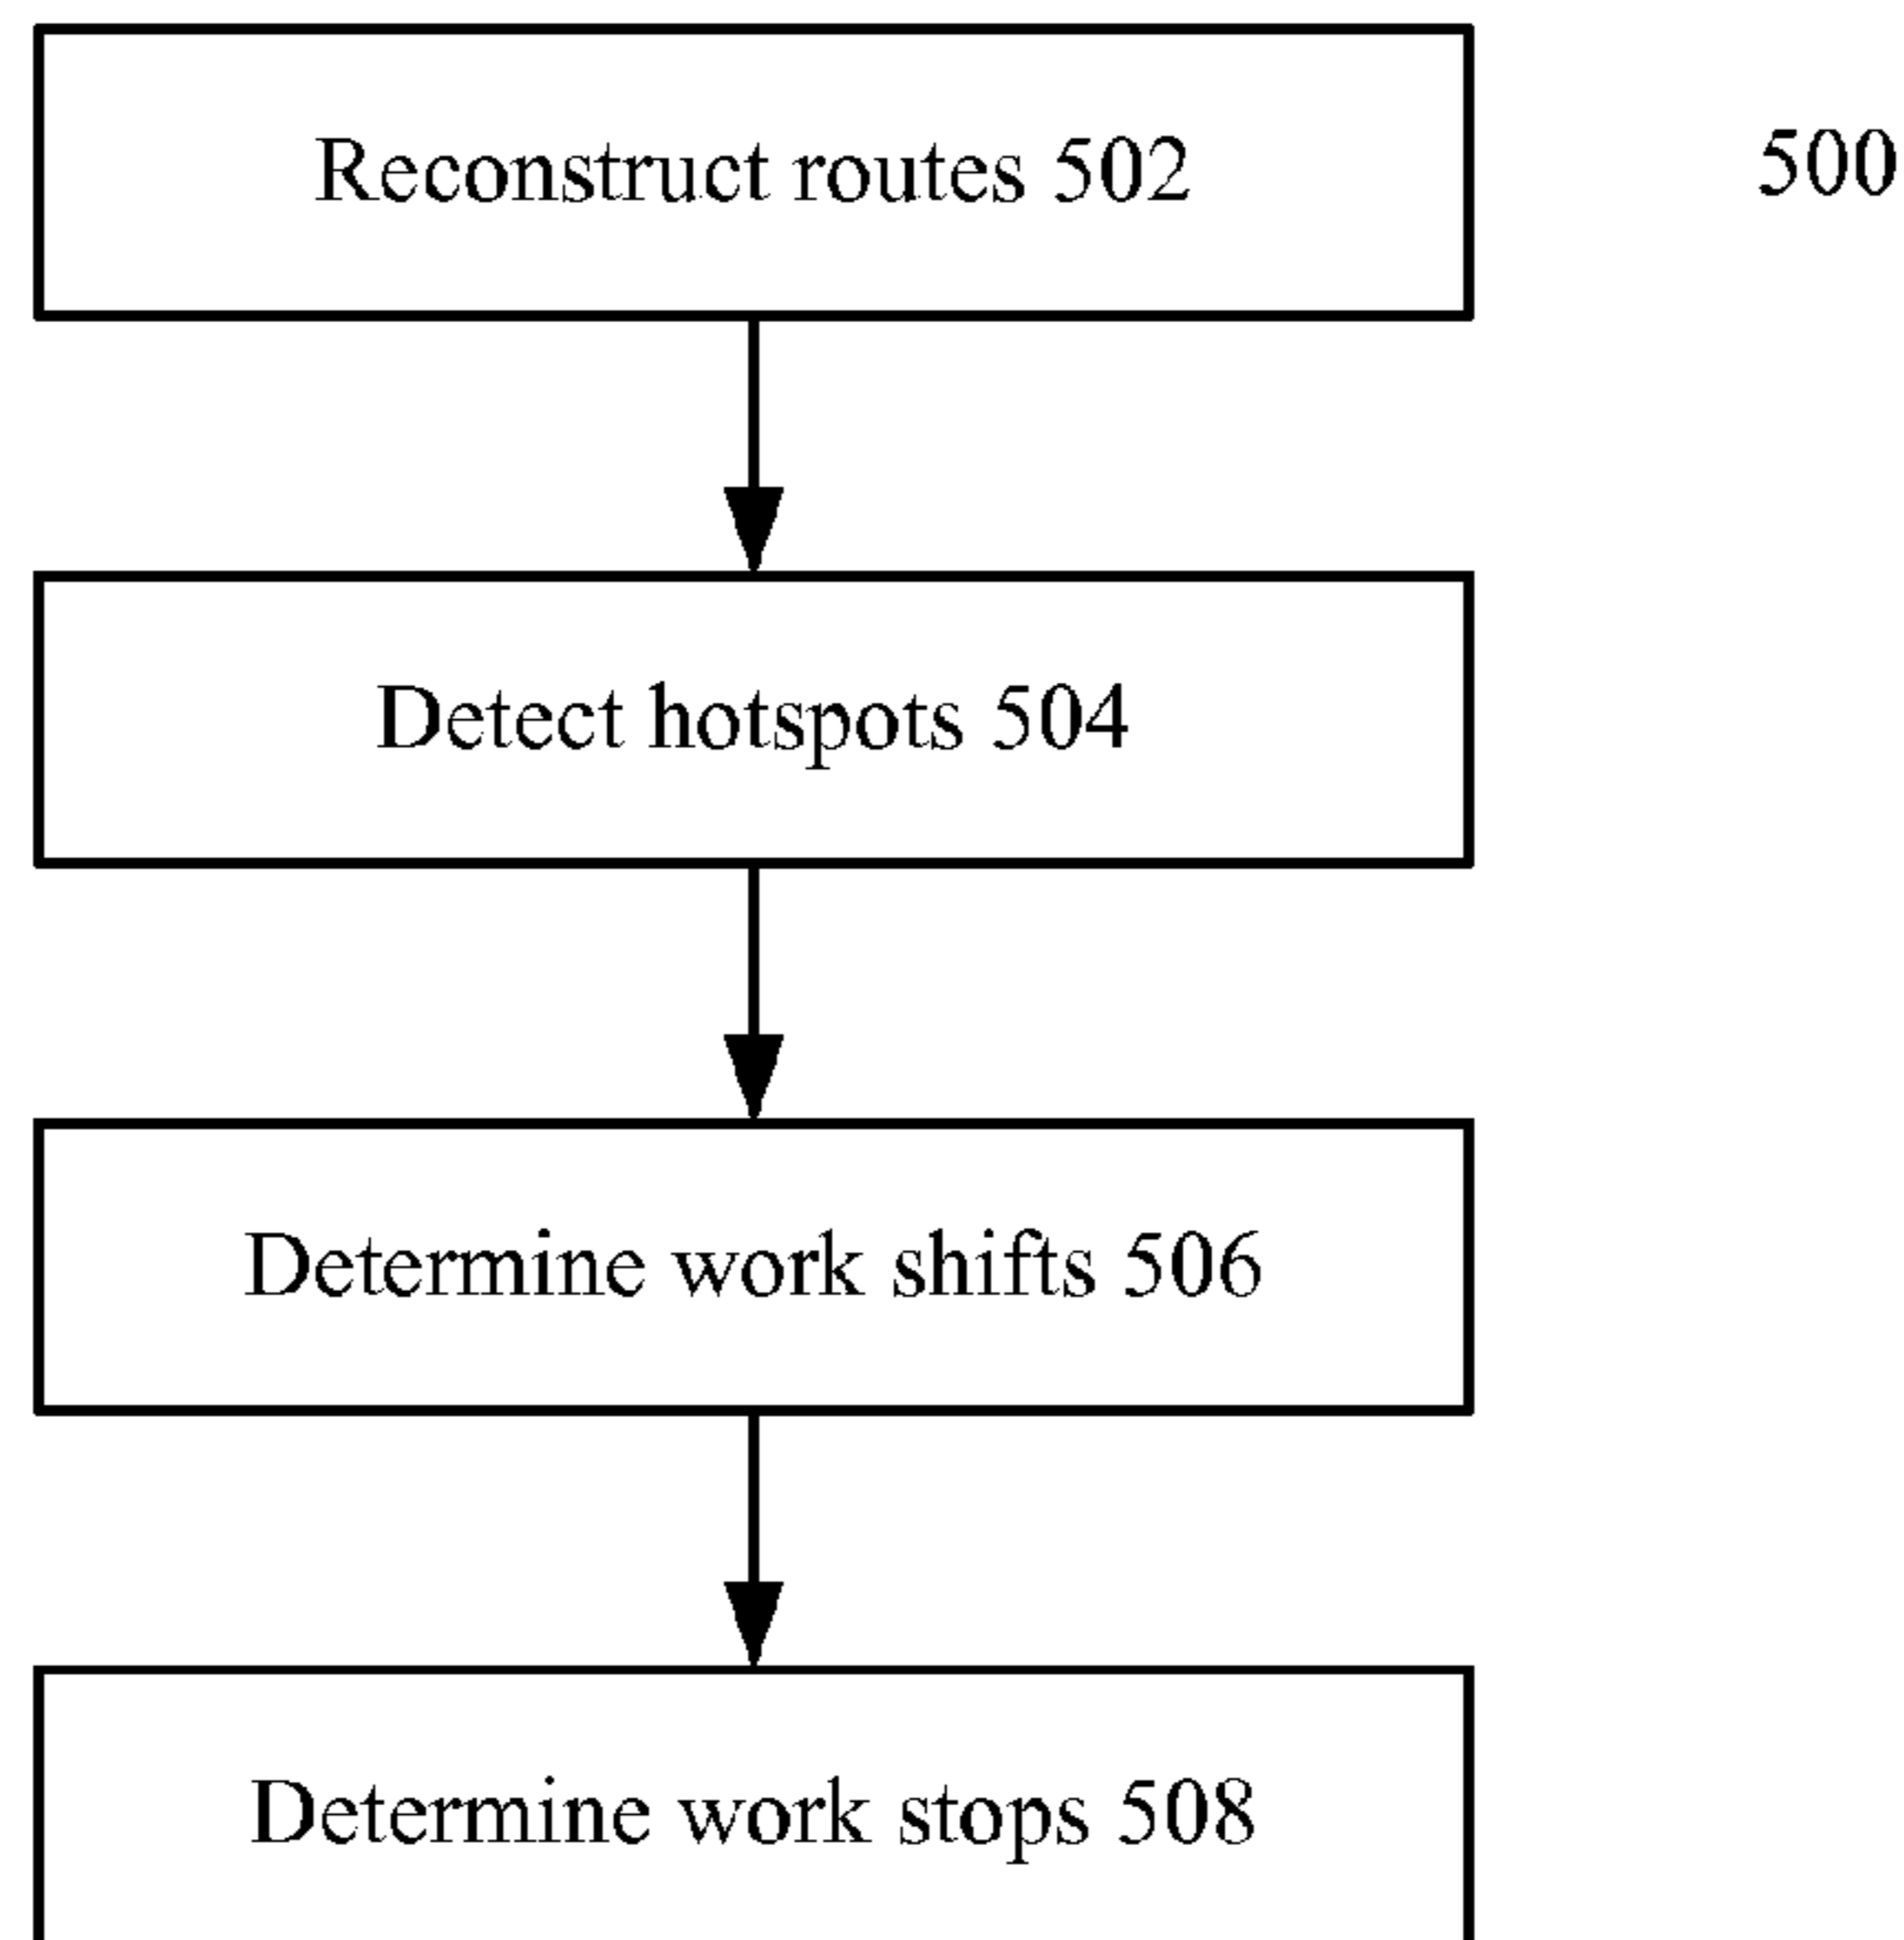 Reconstruct routes 502
500
Detect hotspots 504
Determine work shifts 506
Determine work stops 508